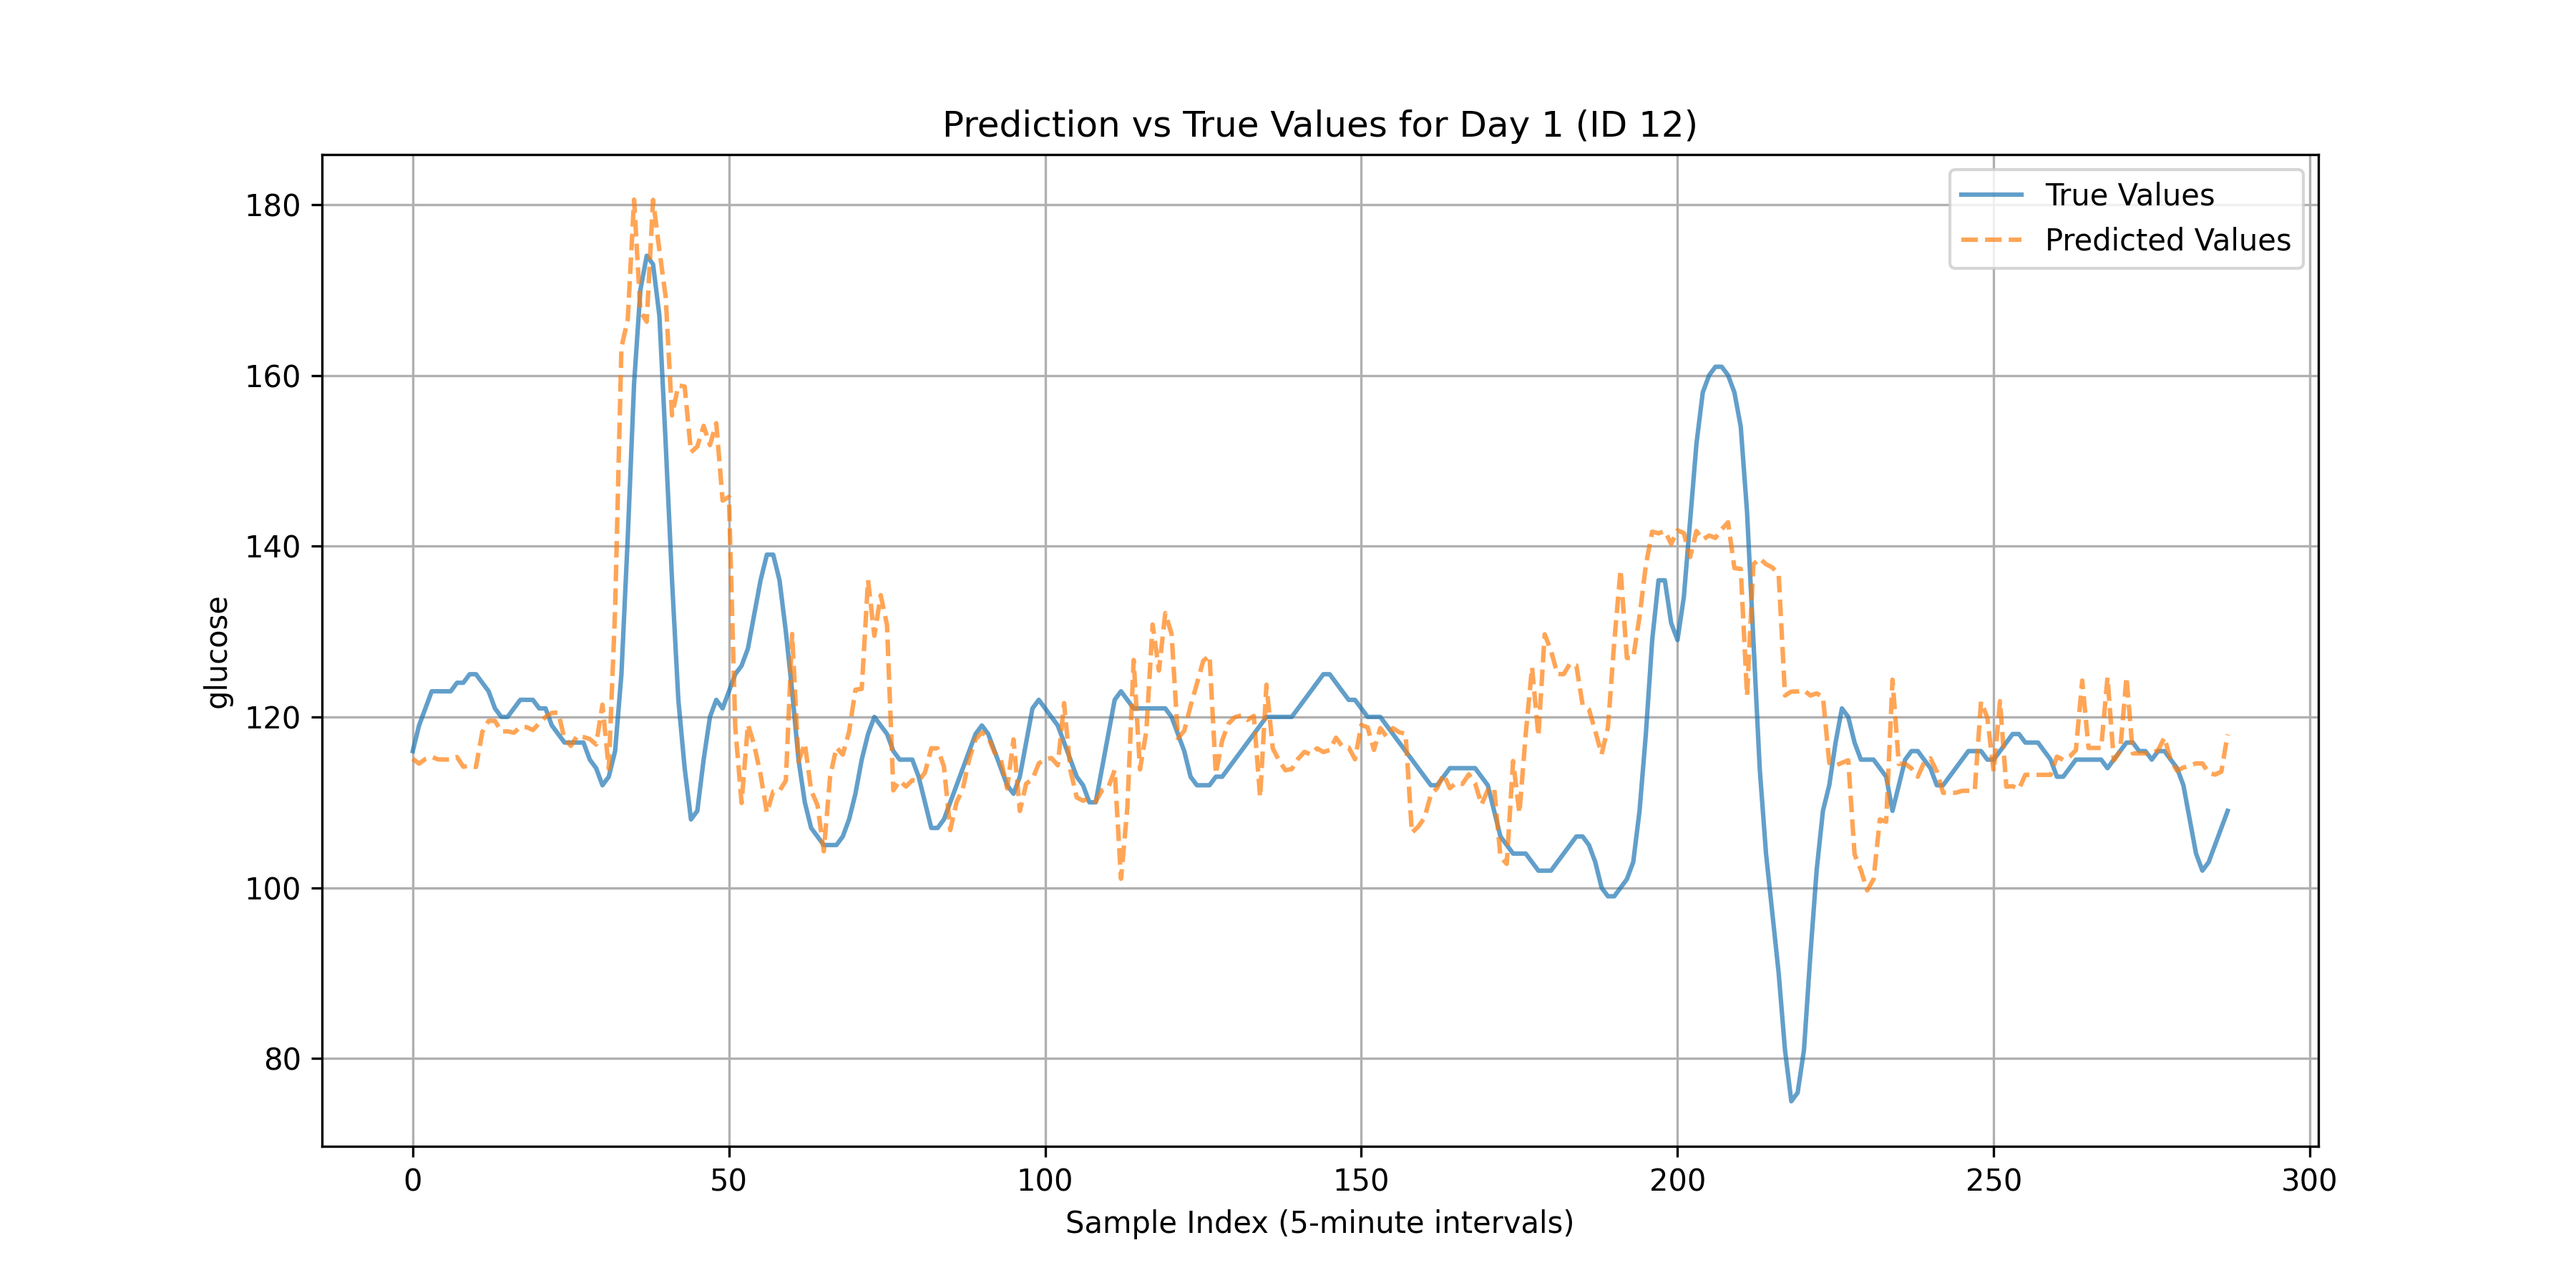 Prediction vs True Values for Day 1 (ID 12)
True Values
Predicted Values
180
160
140
120
100
80
glucose
0 50 100 150 200 250 300
Sample Index (5-minute intervals)